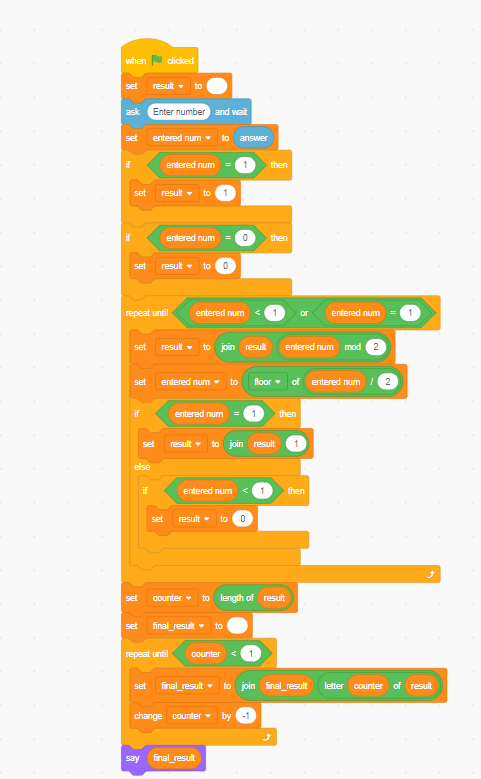 when clicked
set result to
ask Enter number and wait
set entered num to answer
if entered num = 1 then
set result to 1
if entered num = 0 then
set result to 0
repeat until entered num < 1 or entered num = 1
set result to join result entered num mod 2
set entered num to floor of entered num / 2
if entered num = 1 then
set result to join result 1
else
if entered num < 1 then
set result to 0
set counter to length of result
set final_result to
repeat until counter < 1
set final_result to join final_result letter counter of result
change counter by -1
say final_result